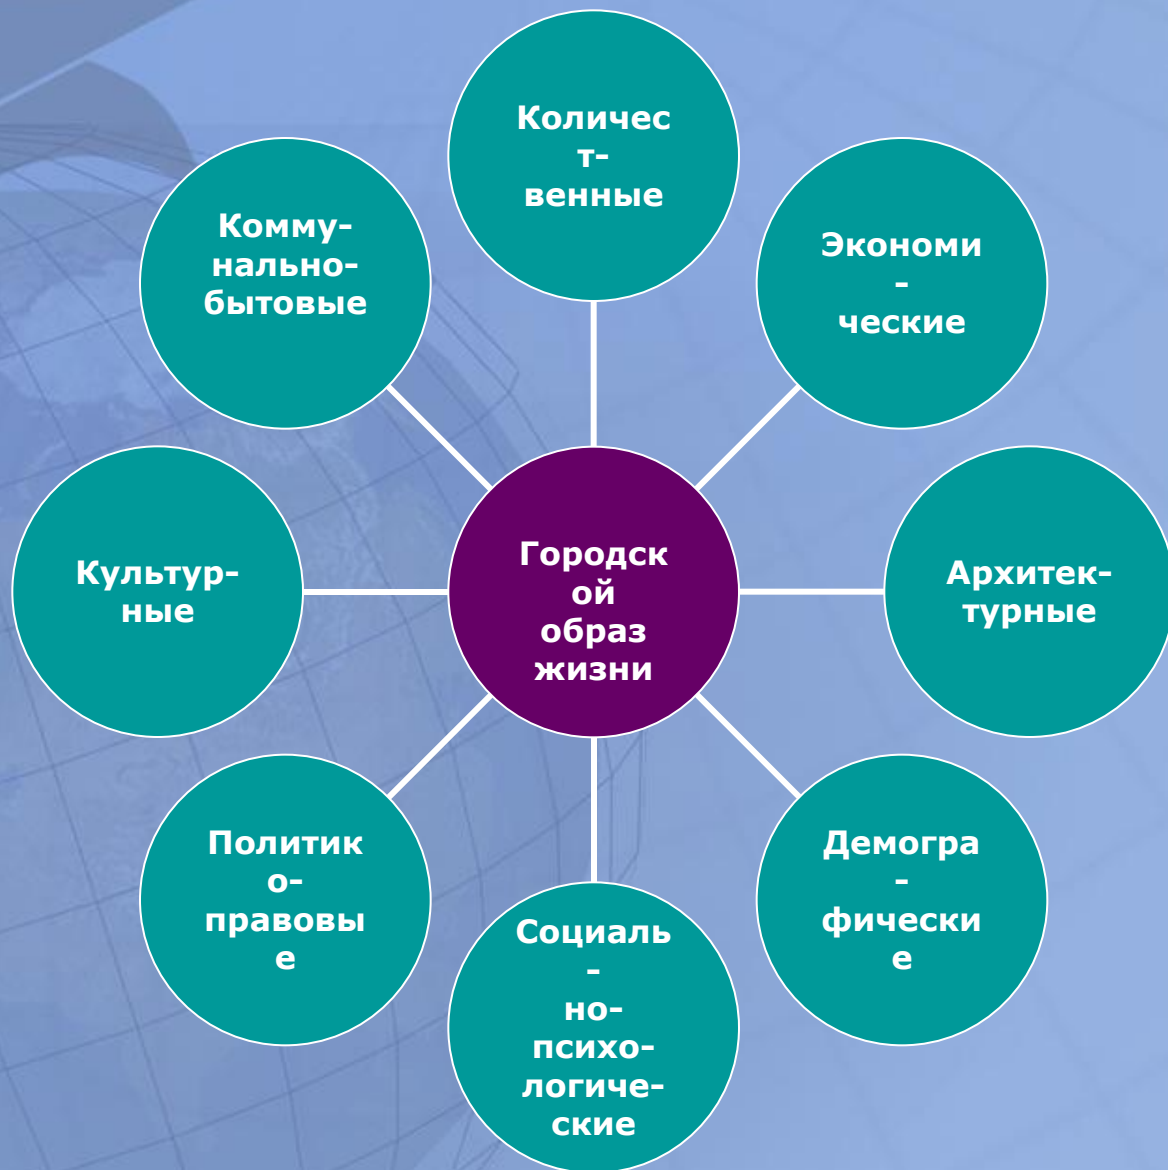 Количес
т-
венные
Экономи
-
ческие
Архитек-
турные
Демогра
-
фически
е
Социаль
-
но-
психо-
логиче-
ские
Политик
о-
правовы
е
Культур-
ные
Комму-
нально-
бытовые
Городск
ой
образ
жизни